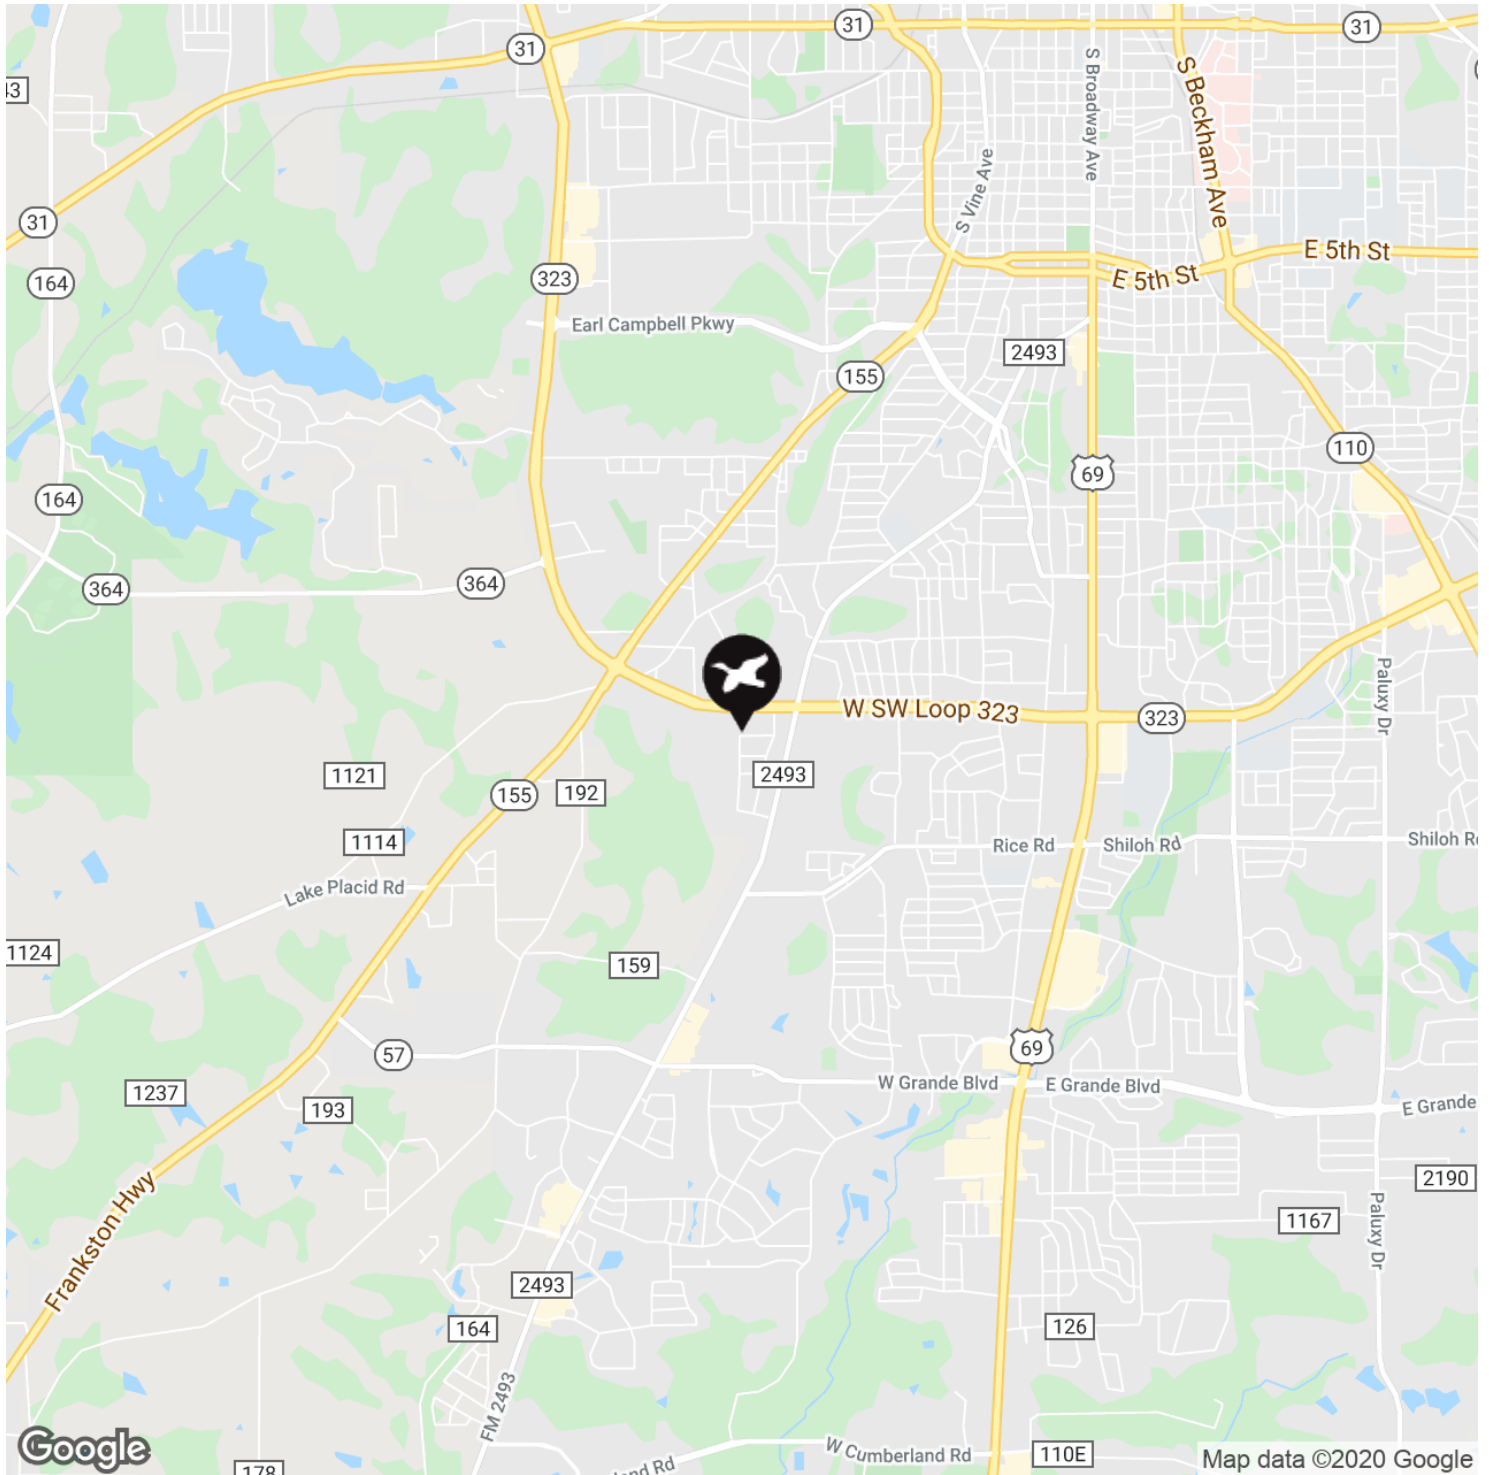 31
31
31
S Broadway Ave
S Beckham Ave
S Vine Ave
31
164
323
E 5th St
E 5th St
Earl Campbell Pkwy
2493
155
110
69
164
364
364
W SW Loop 323
323
Paluxy Dr
1121
155
192
2493
1114
Rice Rd
Shiloh Rd
Shiloh R
Lake Placid Rd
1124
159
57
69
W Grande Blvd
E Grande Blvd
E Grande
1237
193
Frankston Hwy
2190
1167
Paluxy Dr
2493
164
126
FM 2493
W Cumberland Rd
110E
nd Rd
178
Google
Map data ©2020 Google